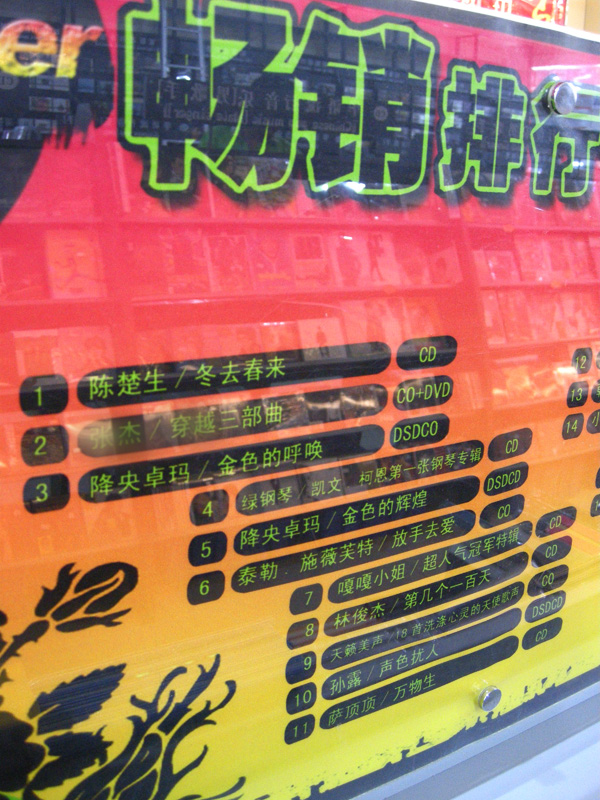 er
畅销排行
1 陈楚生/冬去春来 CD
2 张杰/穿越三部曲 CD+DVD
3 降央卓玛/金色的呼唤 DSDCD
4 绿钢琴/凯文 柯恩第一张钢琴专辑 CD
5 降央卓玛/金色的辉煌 DSDCD
6 泰勒 施薇芙特/放手去爱 CD
7 嘎嘎小姐/超人气冠军特辑 CD
8 林俊杰/第几个一百天 CD
9 天籁美声/18首洗涤心灵的天使歌声 CD
10 孙露/声色扰人 DSDCD
11 萨顶顶/万物生 CD
12
13
14 小